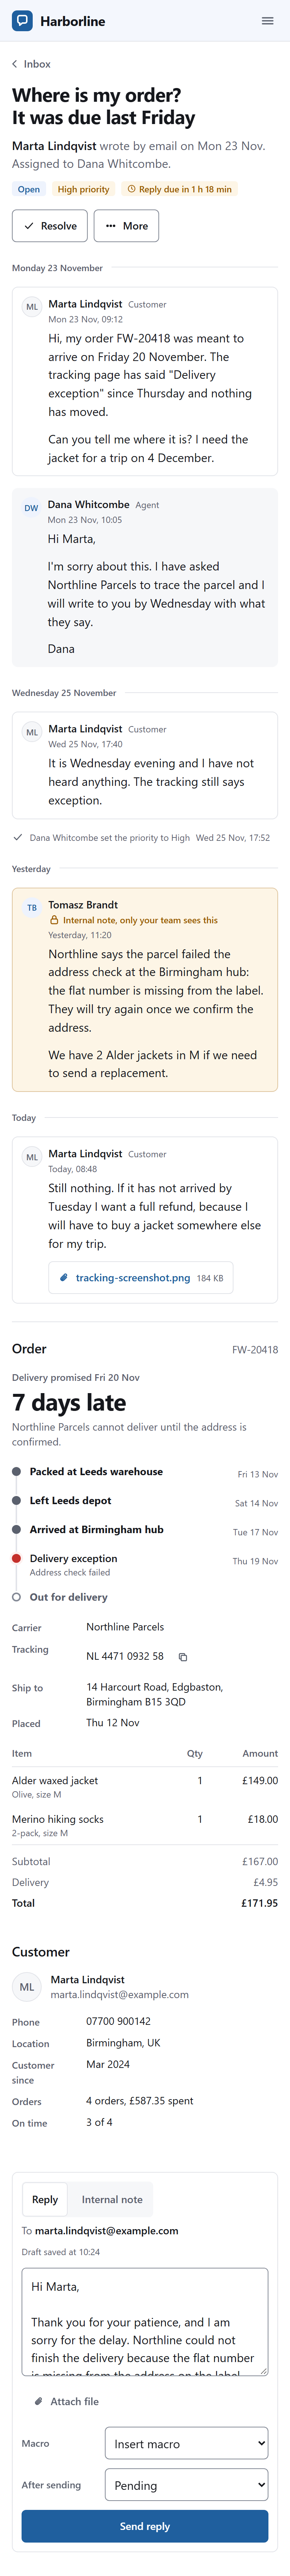 Harborline
Inbox
Where is my order?
It was due last Friday
Marta Lindqvist wrote by email on Mon 23 Nov.
Assigned to Dana Whitcombe.
Open
High priority
Reply due in 1 h 18 min
Resolve
More
Monday 23 November
ML
Marta Lindqvist Customer
Mon 23 Nov, 09:12
Hi, my order FW-20418 was meant to
arrive on Friday 20 November. The
tracking page has said "Delivery
exception" since Thursday and nothing
has moved.
Can you tell me where it is? I need the
jacket for a trip on 4 December.
DW
Dana Whitcombe Agent
Mon 23 Nov, 10:05
Hi Marta,
I'm sorry about this. I have asked
Northline Parcels to trace the parcel and I
will write to you by Wednesday with what
they say.
Dana
Wednesday 25 November
ML
Marta Lindqvist Customer
Wed 25 Nov, 17:40
It is Wednesday evening and I have not
heard anything. The tracking still says
exception.
Dana Whitcombe set the priority to High Wed 25 Nov, 17:52
Yesterday
TB
Tomasz Brandt
Internal note, only your team sees this
Yesterday, 11:20
Northline says the parcel failed the
address check at the Birmingham hub:
the flat number is missing from the label.
They will try again once we confirm the
address.
We have 2 Alder jackets in M if we need
to send a replacement.
Today
ML
Marta Lindqvist Customer
Today, 08:48
Still nothing. If it has not arrived by
Tuesday I want a full refund, because I
will have to buy a jacket somewhere else
for my trip.
tracking-screenshot.png 184 KB
Order FW-20418
Delivery promised Fri 20 Nov
7 days late
Northline Parcels cannot deliver until the address is
confirmed.
Packed at Leeds warehouse Fri 13 Nov
Left Leeds depot Sat 14 Nov
Arrived at Birmingham hub Tue 17 Nov
Delivery exception Thu 19 Nov
Address check failed
Out for delivery
Carrier Northline Parcels
Tracking NL 4471 0932 58
Ship to 14 Harcourt Road, Edgbaston,
Birmingham B15 3QD
Placed Thu 12 Nov
Item Qty Amount
Alder waxed jacket 1 £149.00
Olive, size M
Merino hiking socks 1 £18.00
2-pack, size M
Subtotal £167.00
Delivery £4.95
Total £171.95
Customer
ML
Marta Lindqvist
marta.lindqvist@example.com
Phone 07700 900142
Location Birmingham, UK
Customer since Mar 2024
Orders 4 orders, £587.35 spent
On time 3 of 4
Reply
Internal note
To marta.lindqvist@example.com
Draft saved at 10:24
Hi Marta,
Thank you for your patience, and I am
sorry for the delay. Northline could not
finish the delivery because the flat number
is missing from the address on the label.
Attach file
Macro Insert macro
After sending Pending
Send reply